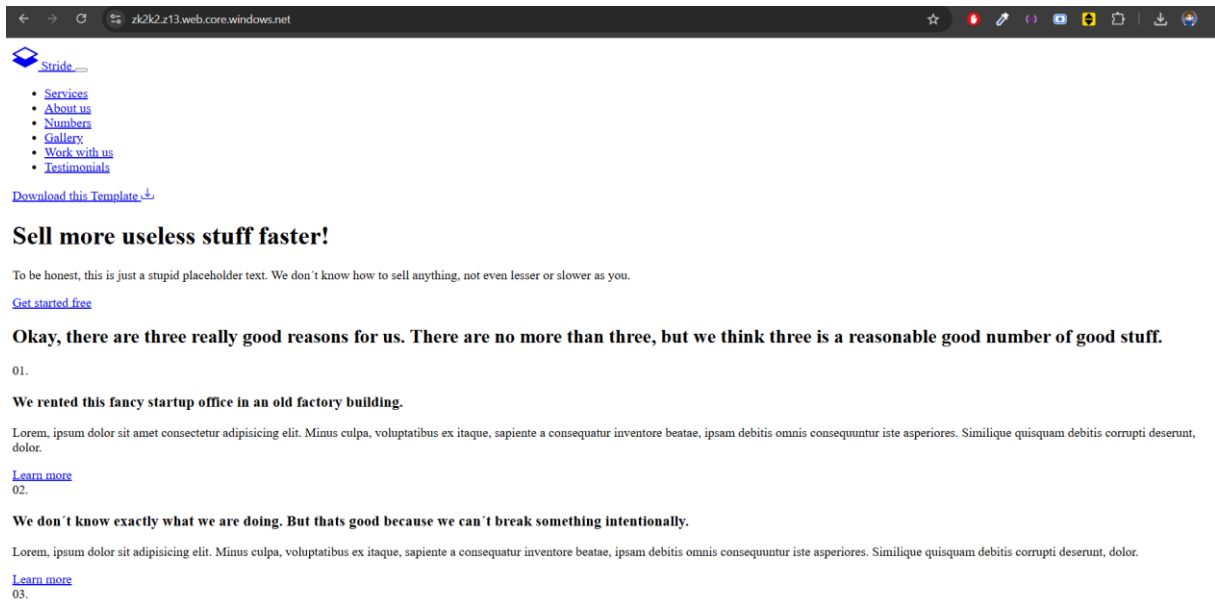 zk2k2.z13.web.core.windows.net
Stride
Services
About us
Numbers
Gallery
Work with us
Testimonials
Download this Template
Sell more useless stuff faster!
To be honest, this is just a stupid placeholder text. We don´t know how to sell anything, not even lesser or slower as you.
Get started free
Okay, there are three really good reasons for us. There are no more than three, but we think three is a reasonable good number of good stuff.
01.
We rented this fancy startup office in an old factory building.
Lorem, ipsum dolor sit amet consectetur adipisicing elit. Minus culpa, voluptatibus ex itaque, sapiente a consequatur inventore beatae, ipsam debitis omnis consequuntur iste asperiores. Similique quisquam debitis corrupti deserunt,
dolor.
Learn more
02.
We don´t know exactly what we are doing. But thats good because we can´t break something intentionally.
Lorem, ipsum dolor sit adipisicing elit. Minus culpa, voluptatibus ex itaque, sapiente a consequatur inventore beatae, ipsam debitis omnis consequuntur iste asperiores. Similique quisquam debitis corrupti deserunt, dolor.
Learn more
03.